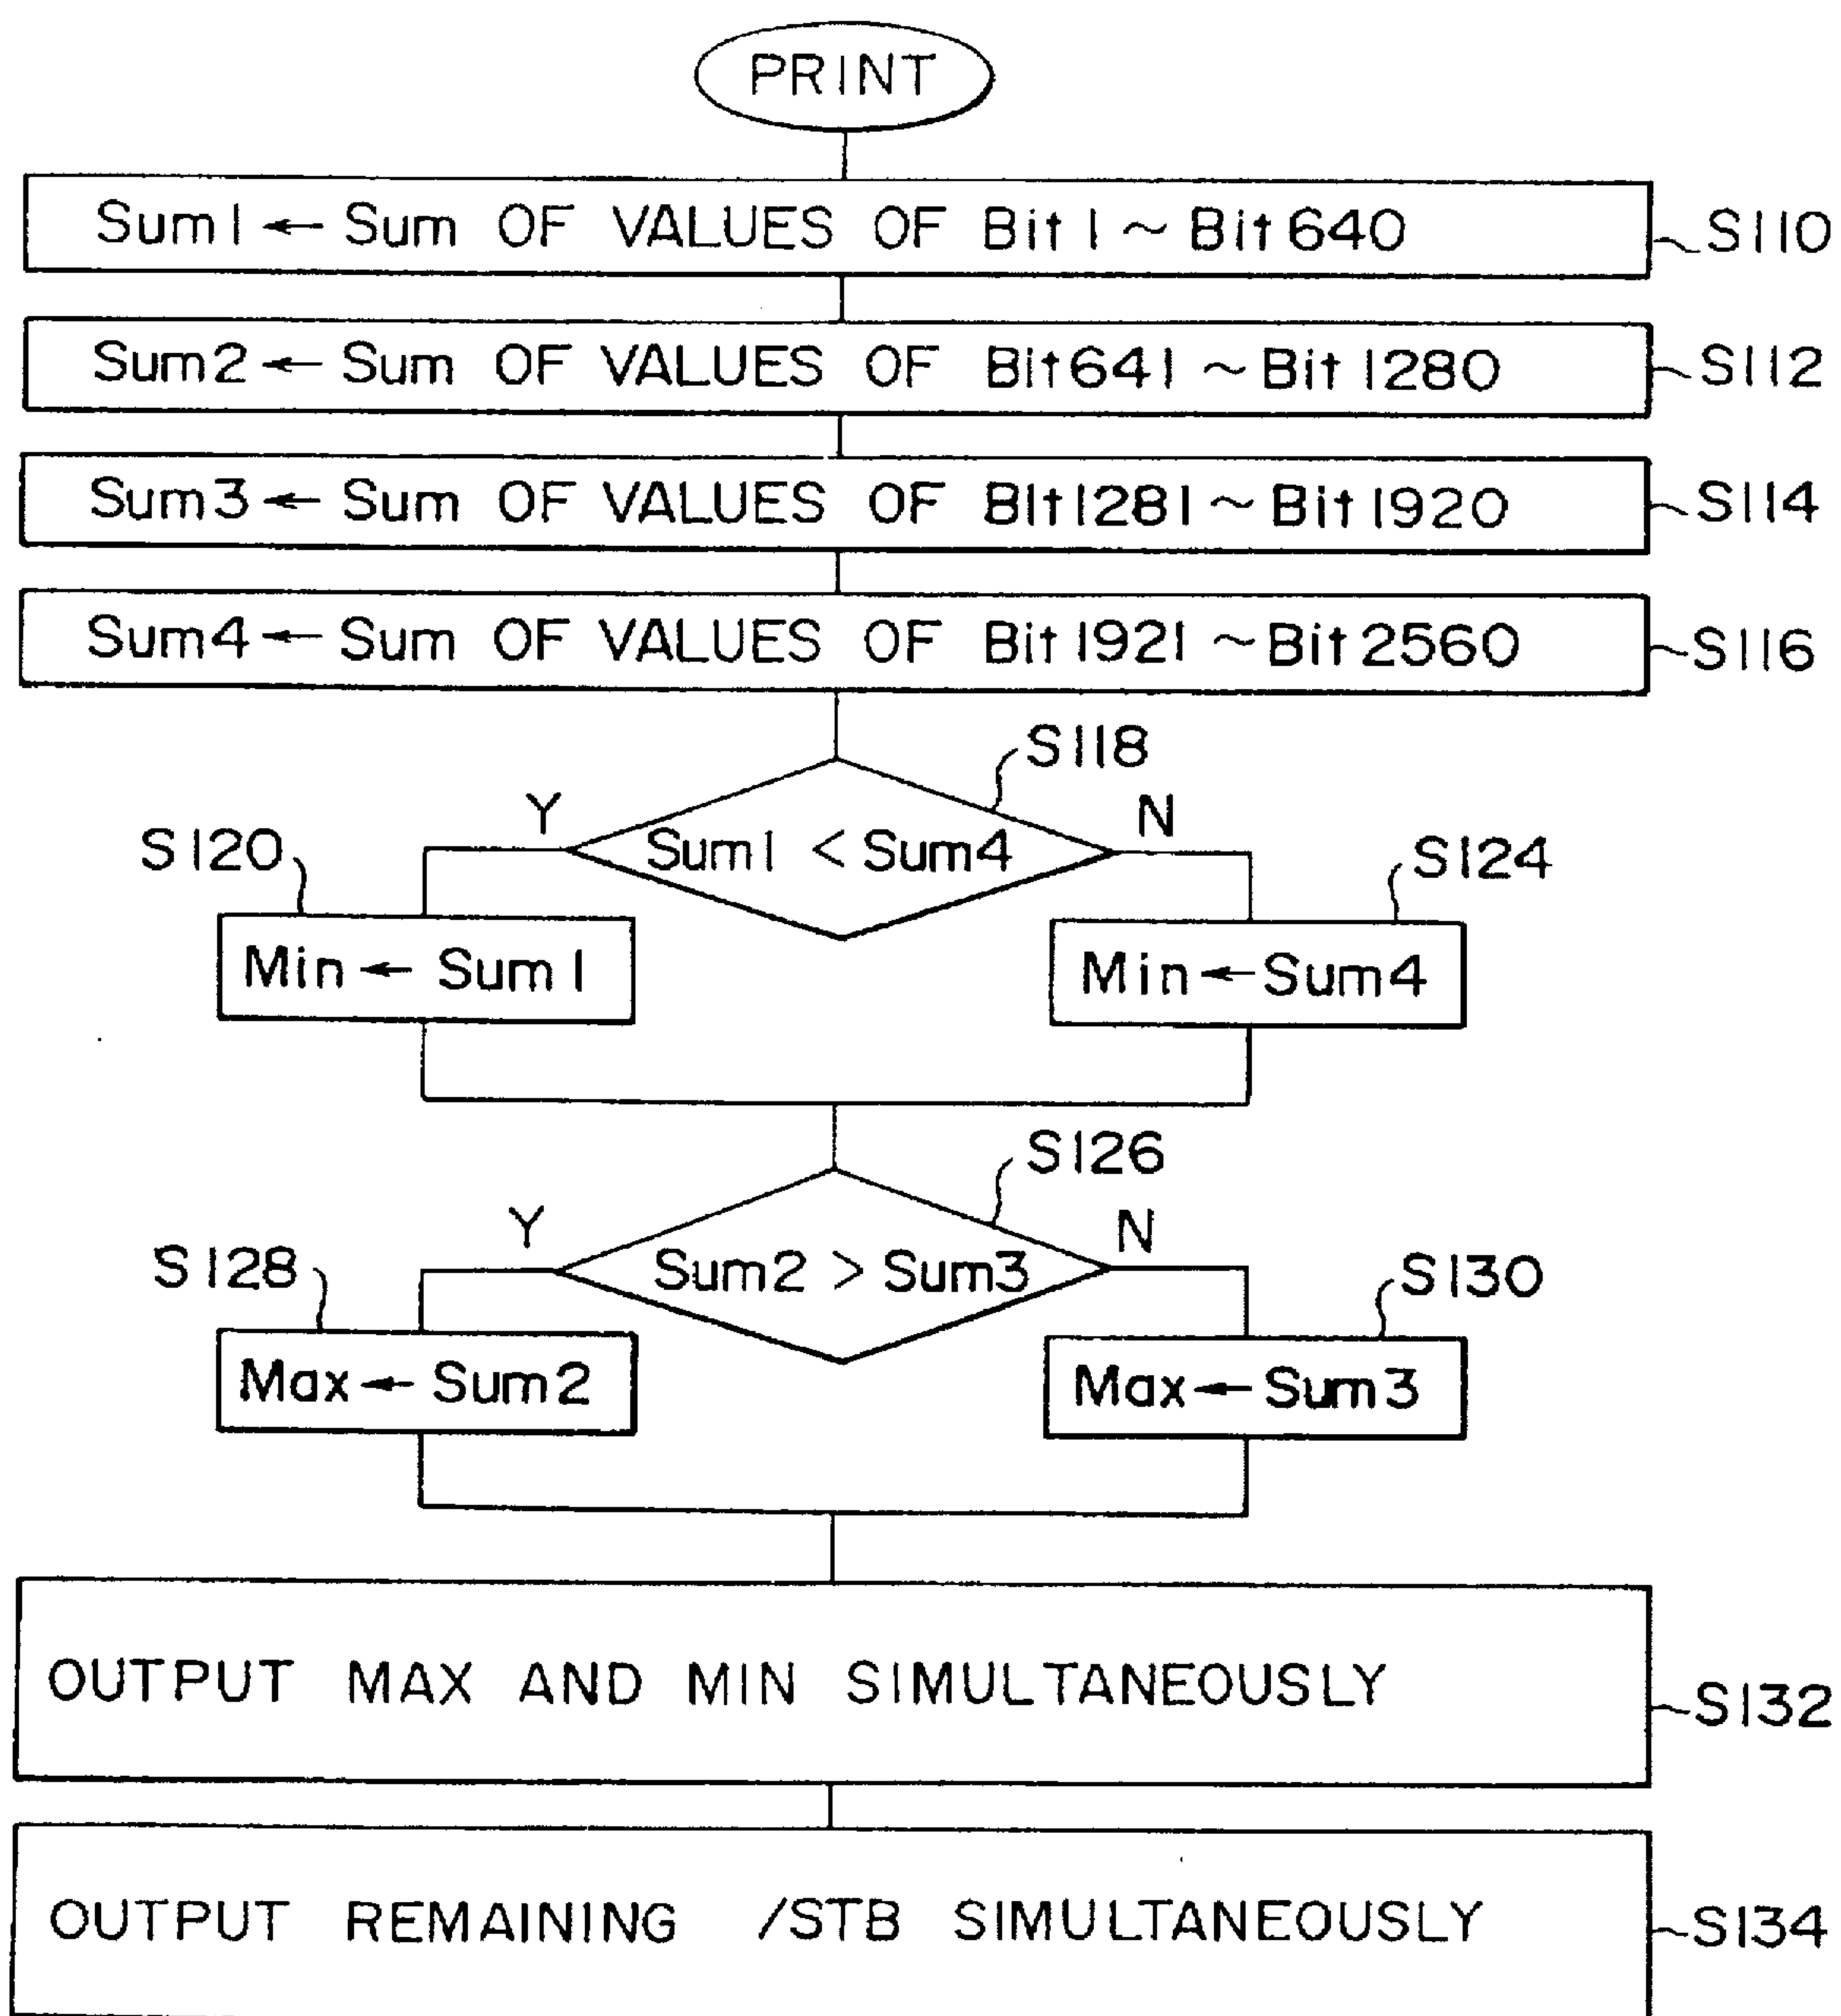 PRINT
Sum1 ← Sum OF VALUES OF Bit1 ~ Bit640
S110
Sum2 ← Sum OF VALUES OF Bit641 ~ Bit1280
S112
Sum3 ← Sum OF VALUES OF BIt1281 ~ Bit1920
S114
Sum4 ← Sum OF VALUES OF Bit1921 ~ Bit2560
S116
S118
Y
N
Sum1 < Sum4
S120
S124
Min ← Sum1
Min ← Sum4
S126
Y
N
Sum2 > Sum3
S128
S130
Max ← Sum2
Max ← Sum3
OUTPUT MAX AND MIN SIMULTANEOUSLY
S132
OUTPUT REMAINING /STB SIMULTANEOUSLY
S134